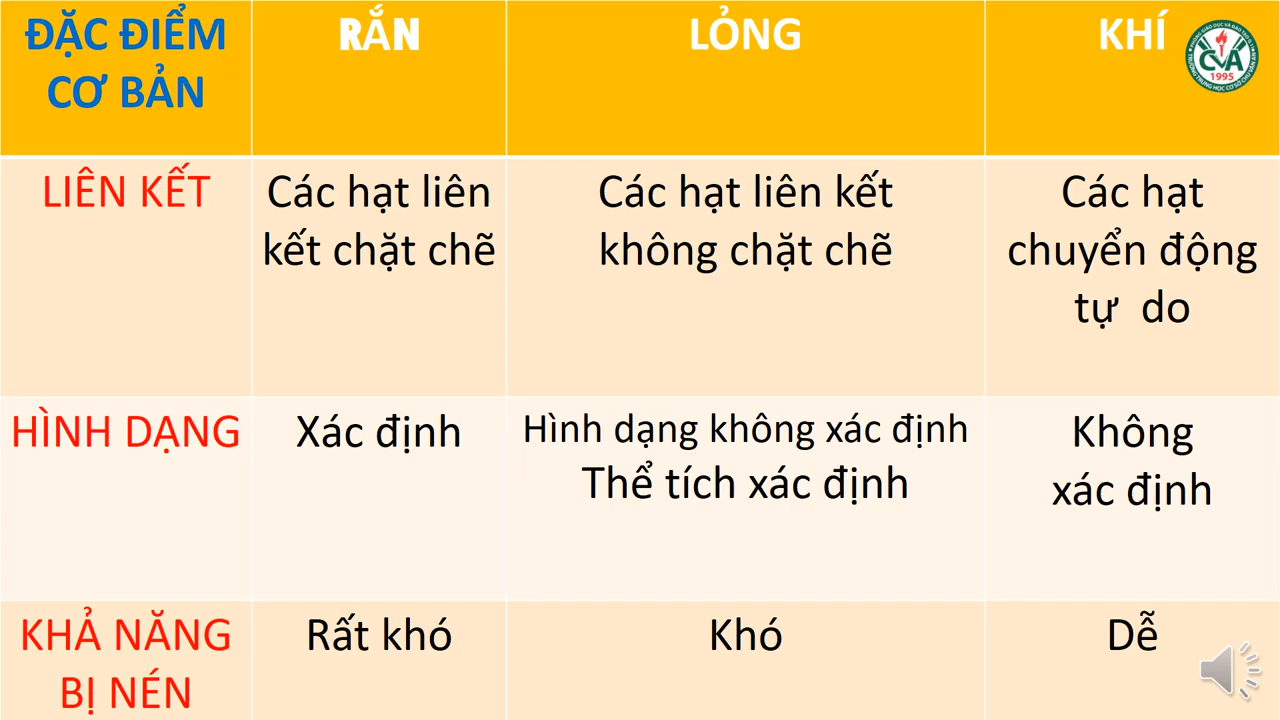 ĐẶC ĐIỂM
CƠ BẢN
RẮN
LỎNG
KHÍ
CVA
1995
LIÊN KẾT
Các hạt liên
kết chặt chẽ
Các hạt liên kết
không chặt chẽ
Các hạt
chuyển động
tự do
HÌNH DẠNG
Xác định
Hình dạng không xác định
Thể tích xác định
Không
xác định
KHẢ NĂNG
BỊ NÉN
Rất khó
Khó
Dễ